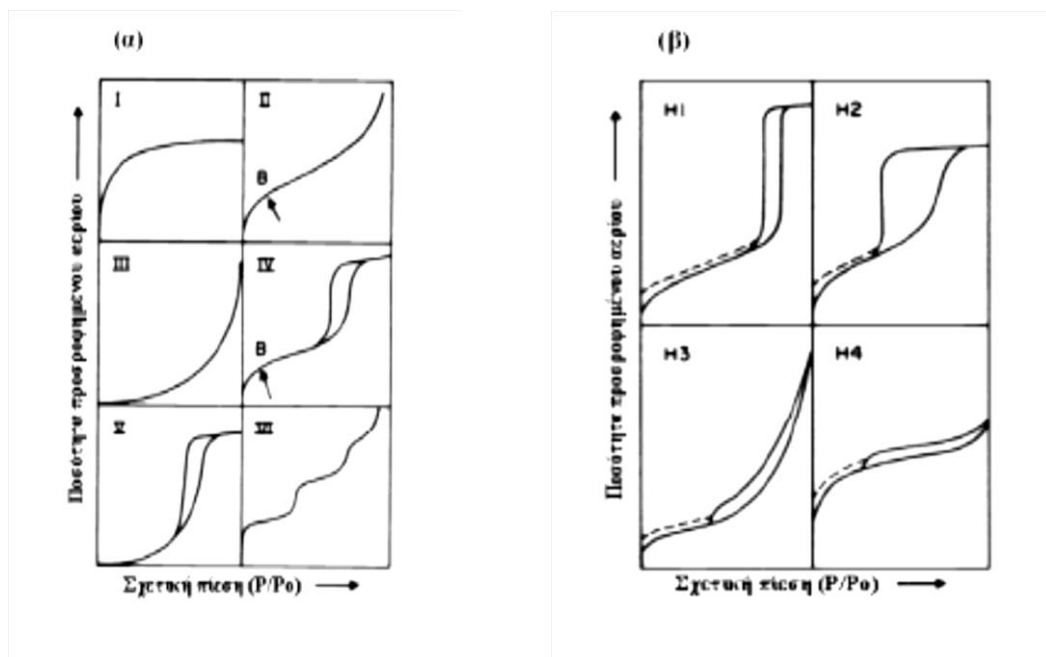 (α)
I
II
B
III
IV
B
V
VI
Ποσότητα προσροφημένου αερίου
Σχετική πίεση (P/Po)
(β)
H1
H2
H3
H4
Ποσότητα προσροφημένου αερίου
Σχετική πίεση (P/Po)